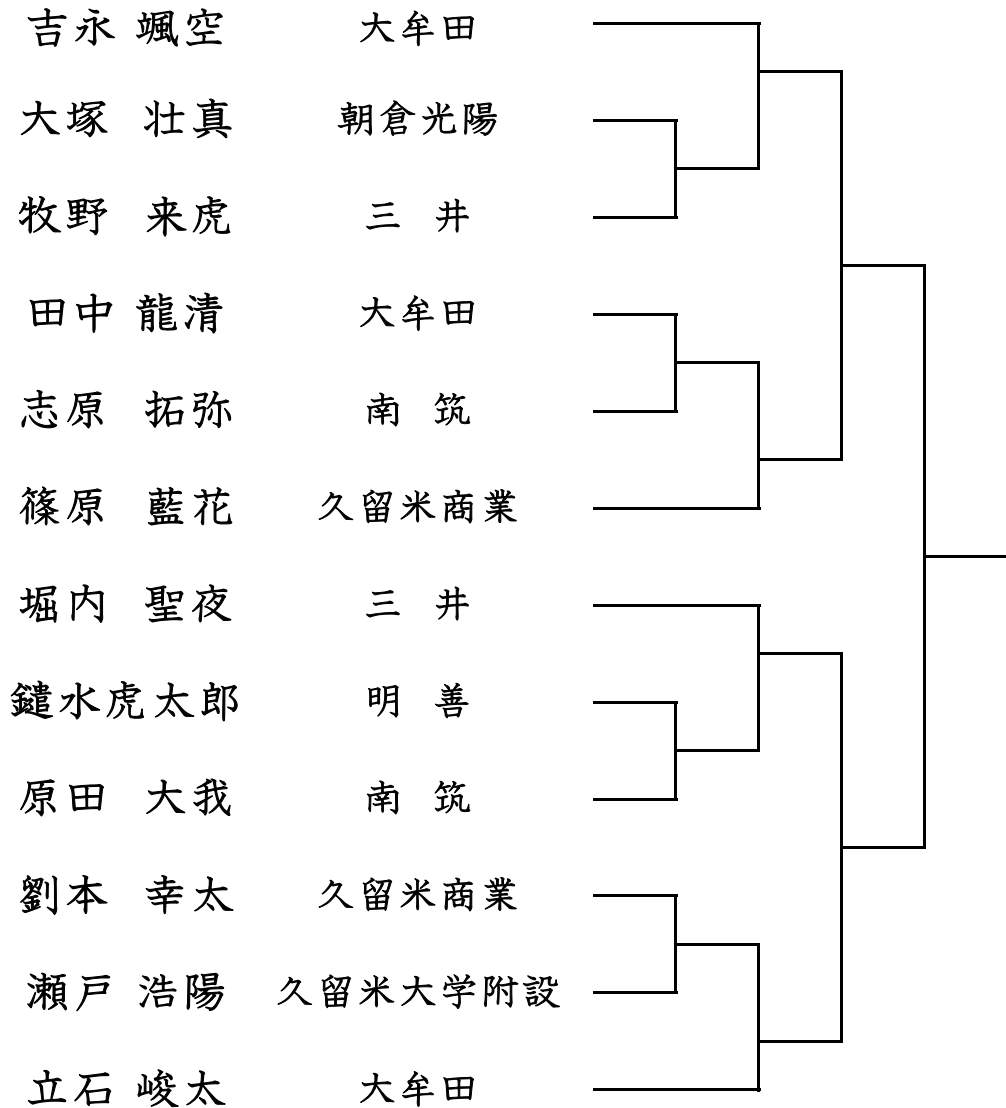 吉永 颯空 大牟田
大塚 壮真 朝倉光陽
牧野 来虎 三 井
田中 龍清 大牟田
志原 拓弥 南 筑
篠原 藍花 久留米商業
堀内 聖夜 三 井
鑓水虎太郎 明 善
原田 大我 南 筑
劉本 幸太 久留米商業
瀬戸 浩陽 久留米大学附設
立石 峻太 大牟田